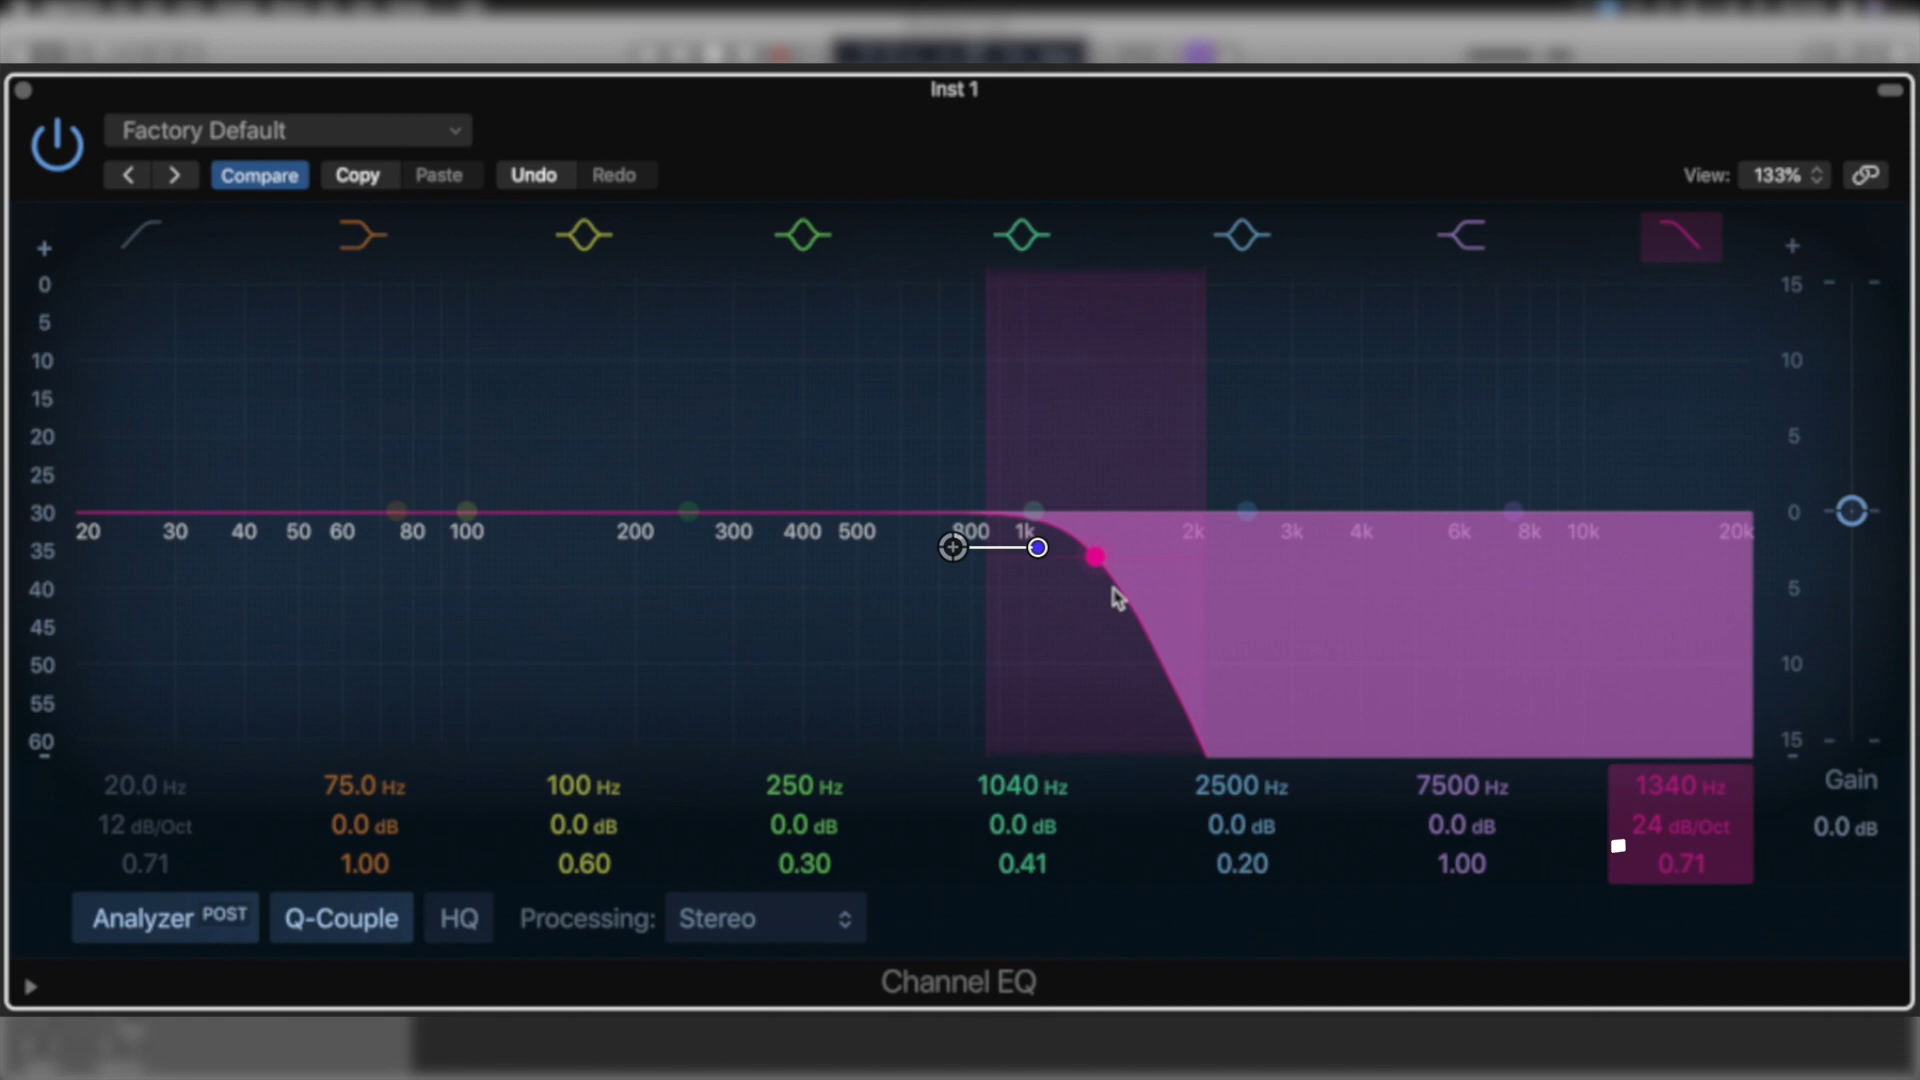 Inst 1
Factory Default
Compare Copy Paste Undo Redo View: 133%
+ +
0 15
5
10 10
15
20 5
25
30 0
20 30 40 50 60 80 100 200 300 400 500 800 1k 2k 3k 4k 6k 8k 10k 20k
35
40 5
45
50 10
55
60 15
- -
20.0 Hz 75.0 Hz 100 Hz 250 Hz 1040 Hz 2500 Hz 7500 Hz 1340 Hz Gain
12 dB/Oct 0.0 dB 0.0 dB 0.0 dB 0.0 dB 0.0 dB 0.0 dB 24 dB/Oct 0.0 dB
0.71 1.00 0.60 0.30 0.41 0.20 1.00 0.71
Analyzer POST Q-Couple HQ Processing: Stereo
Channel EQ